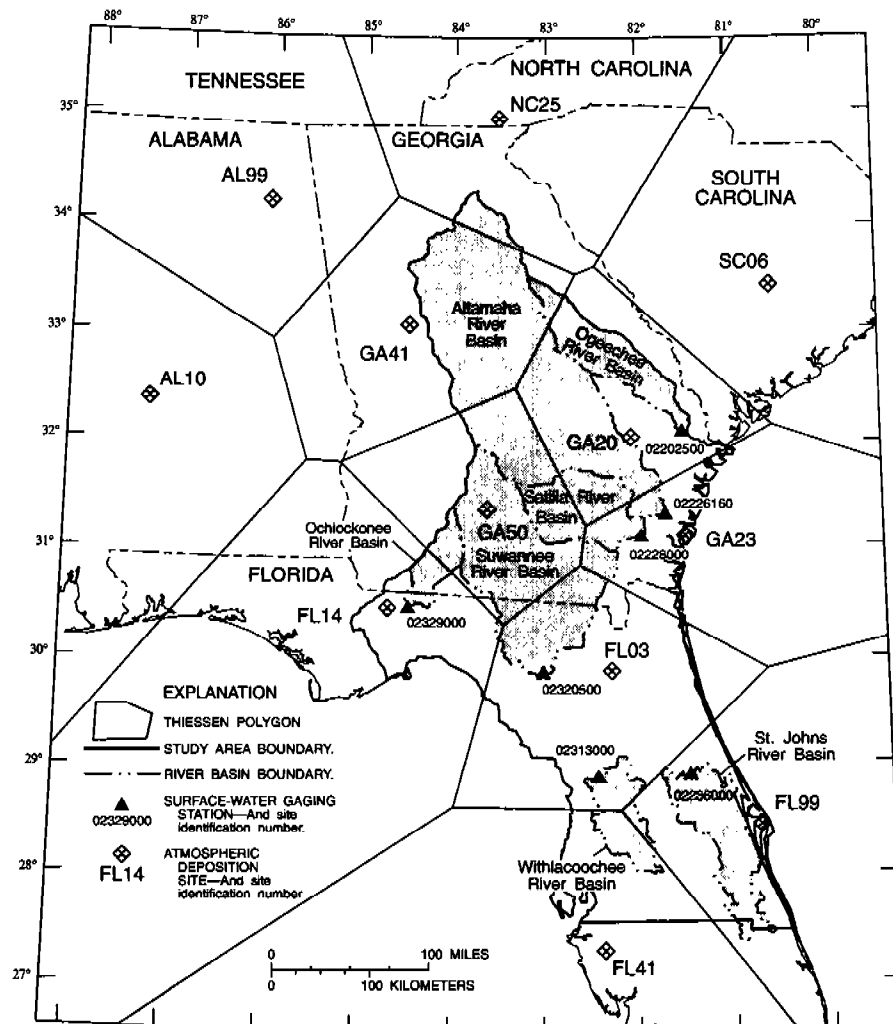 88° 86° 84° 83° 82° 81° 80°
TENNESSEE
NORTH CAROLINA
NC25
35°
ALABAMA
GEORGIA
AL99
SOUTH
CAROLINA
34°
SC06
Altamaha
River
Basin
33°
GA41
Ogeechee
River Basin
AL10
32°
GA20
02202500
Satilla River
Basin
02226160
GA50
Ochlockonee
River Basin
31°
02228000
GA23
Suwannee
River Basin
FLORIDA
FL14
02329000
30°
FL03
02320500
EXPLANATION
THIESSEN POLYGON
STUDY AREA BOUNDARY.
RIVER BASIN BOUNDARY.
29°
02313000
St. Johns
River Basin
02236000
FL99
SURFACE-WATER GAGING
STATION—And site
identification number.
02329000
ATMOSPHERIC
DEPOSITION
SITE—And site
identification number
FL14
28°
Withlacoochee
River Basin
27°
0 100 MILES
0 100 KILOMETERS
FL41